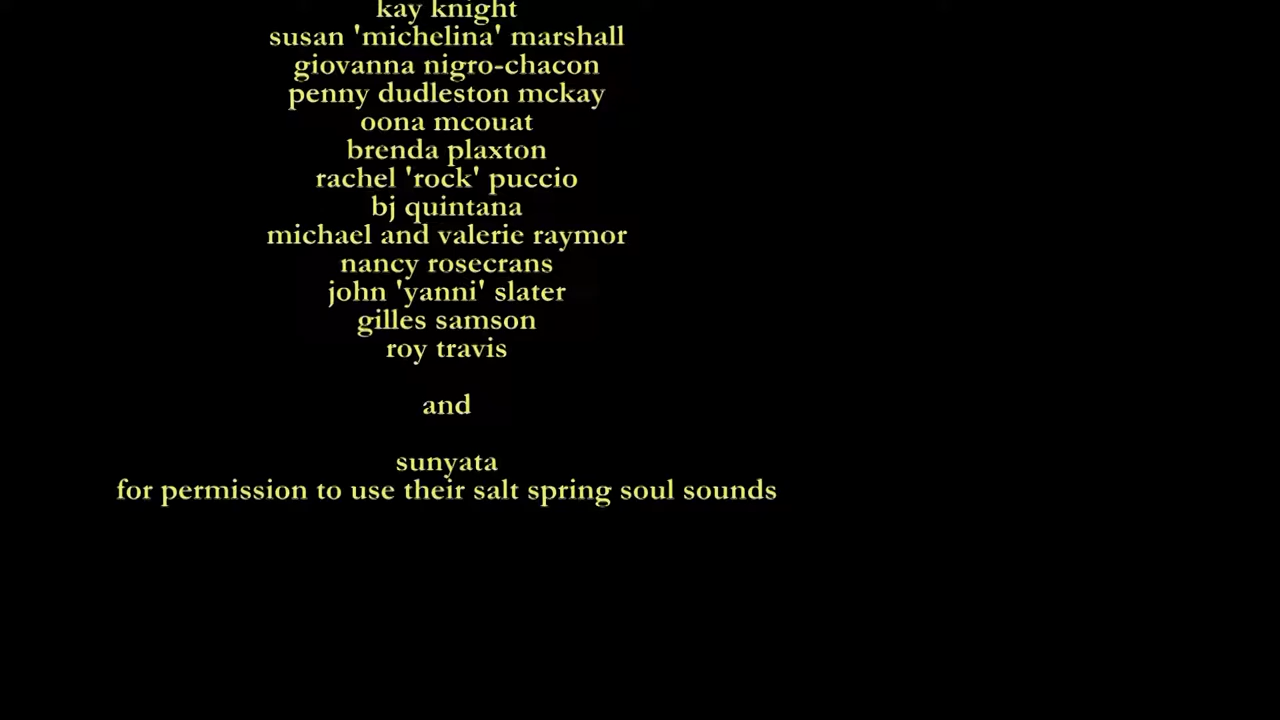 kay knight
susan 'michelina' marshall
giovanna nigro-chacon
penny dudleston mckay
oona mcouat
brenda plaxton
rachel 'rock' puccio
bj quintana
michael and valerie raymor
nancy rosecrans
john 'yanni' slater
gilles samson
roy travis
and
sunyata
for permission to use their salt spring soul sounds